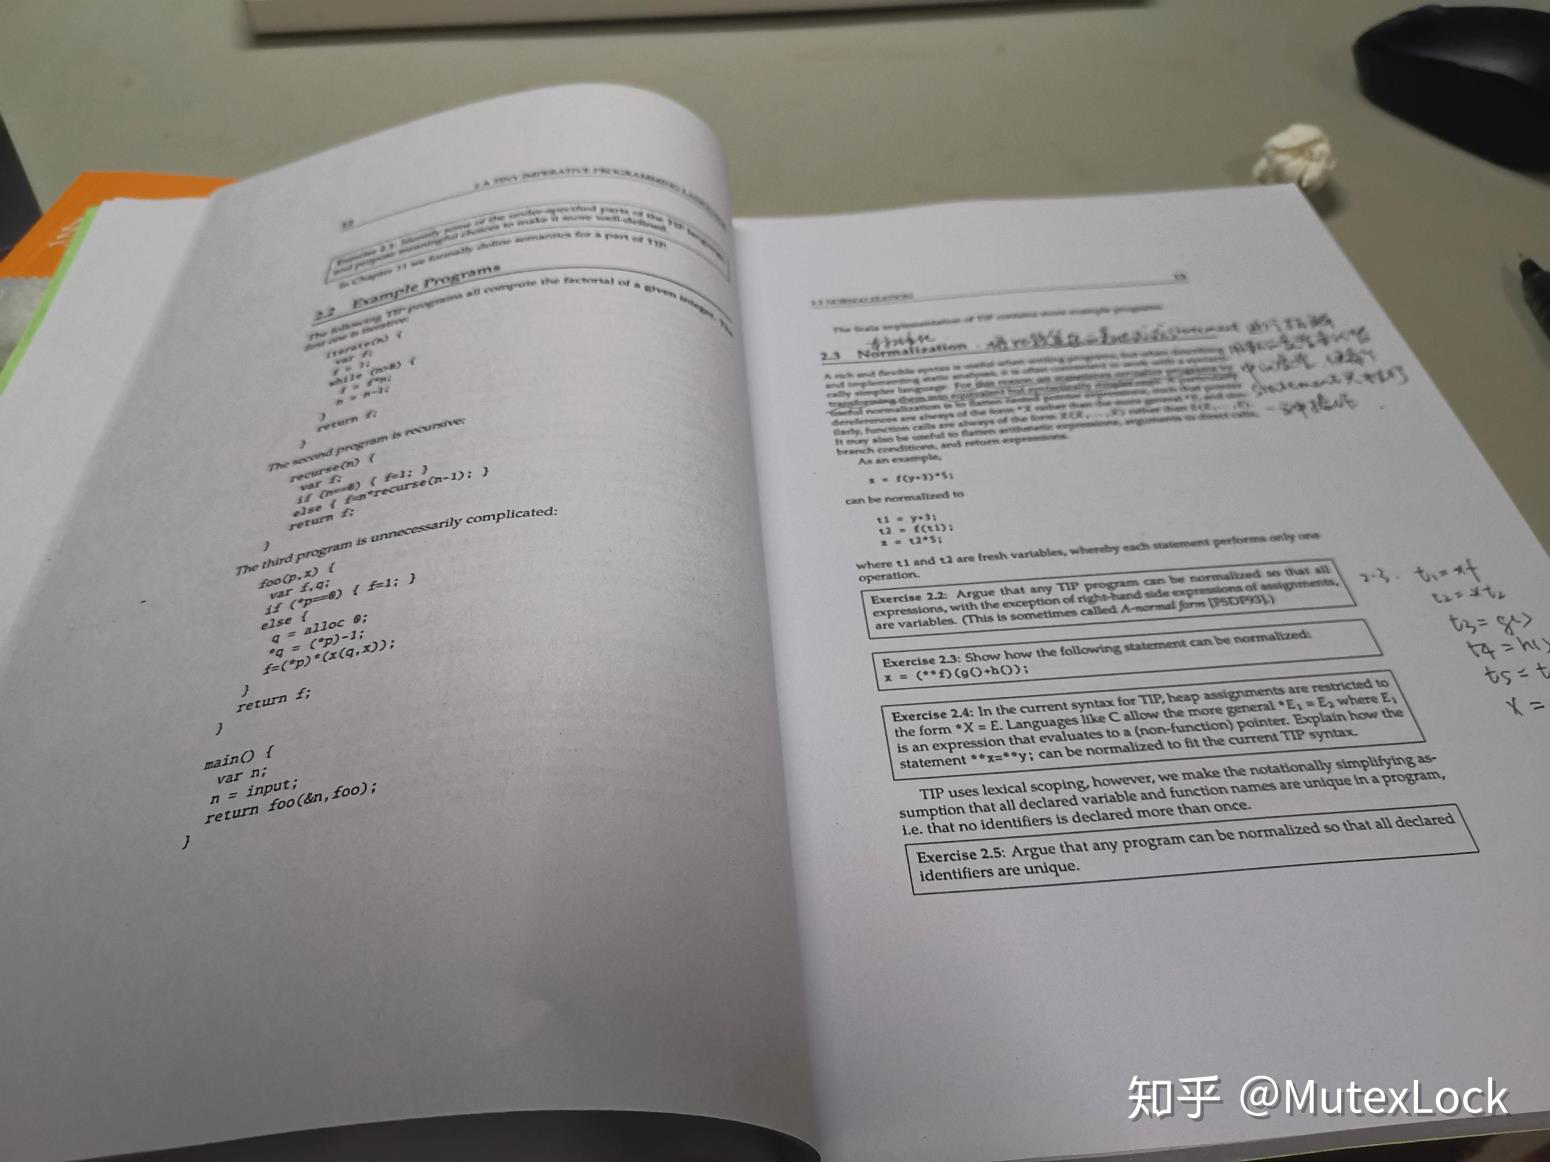 2 A TINY IMPERATIVE PROGRAMMING
Exercise 2.1: Identify some of the under-specified parts of the TIP language
and propose meaningful choices to make it more well-defined.
In Chapter 11 we formally define semantics for a part of TIP.
2.2 Example Programs
The following TIP programs all compute the factorial of a given integer. The
first one is iterative:
iterate(n) {
var f;
f = 1;
while (n>0) {
f = f*n;
n = n-1;
}
return f;
}
The second program is recursive:
recurse(n) {
var f;
if (n==0) { f=1; }
else { f=n*recurse(n-1); }
return f;
}
The third program is unnecessarily complicated:
foo(p,x) {
var f,q;
if (*p==0) { f=1; }
else {
q = alloc 0;
*q = (*p)-1;
f=(*p)*(x(q,x));
}
return f;
}
main() {
var n;
n = input;
return foo(&n,foo);
}
2.3 NORMALIZATION
The Scala implementation of TIP contains more example programs.
2.3 Normalization
A rich and flexible syntax is useful when writing programs, but when describing
and implementing static analyses, it is often convenient to work with a syntactically
cally simpler language. For this reason we sometimes normalize programs by
transforming them into equivalent but syntactically simpler ones. A particularly
useful normalization is to flatten nested pointer expressions, such that pointer
dereferences are always of the form *X rather than the more general *E, and
ilarly, function calls are always of the form X(X,...,X) rather than E(E,...,E).
It may also be useful to flatten arithmetic expressions, arguments to direct calls,
branch conditions, and return expressions.
As an example,
x = f(y+3)*5;
can be normalized to
t1 = y+3;
t2 = f(t1);
x = t2*5;
where t1 and t2 are fresh variables, whereby each statement performs only one
operation.
Exercise 2.2: Argue that any TIP program can be normalized so that all
expressions, with the exception of right-hand side expressions of assignments,
are variables. (This is sometimes called A-normal form [FSDF93].)
Exercise 2.3: Show how the following statement can be normalized:
x = (**f)(g()+h());
Exercise 2.4: In the current syntax for TIP, heap assignments are restricted to
the form *X = E. Languages like C allow the more general *E₁ = E₂ where E₁
is an expression that evaluates to a (non-function) pointer. Explain how the
statement **x=**y; can be normalized to fit the current TIP syntax.
TIP uses lexical scoping, however, we make the notationally simplifying as-
sumption that all declared variable and function names are unique in a program,
i.e. that no identifiers is declared more than once.
Exercise 2.5: Argue that any program can be normalized so that all declared
identifiers are unique.
2.3. t₁ = *f
t₃ = g()
t₄ = h()
t₅ = t
x =
知乎 @MutexLock